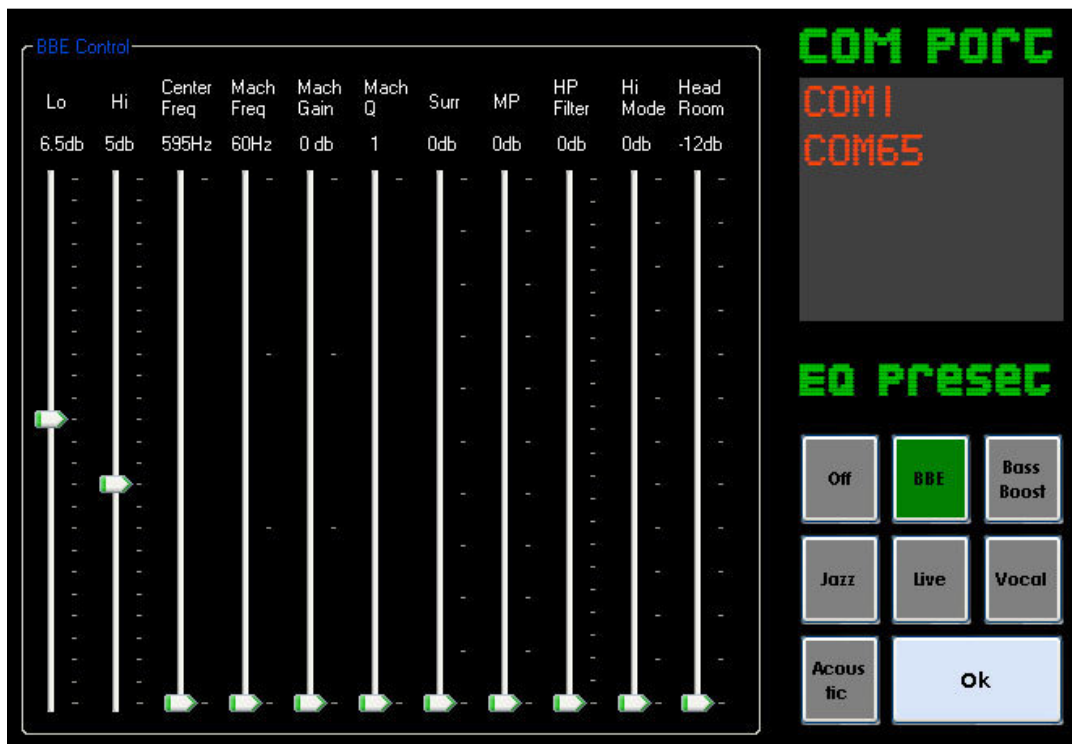 BBE Control
Lo
Hi
Center
Freq
Mach
Freq
Mach
Gain
Mach
Q
Surr
MP
HP
Filter
Hi
Mode
Head
Room
6.5db 5db 595Hz 60Hz 0 db 1 0db 0db 0db 0db -12db
COM Port
COM1
COM65
EQ Preset
Off
BBE
Bass
Boost
Jazz
Live
Vocal
Acous
tic
Ok